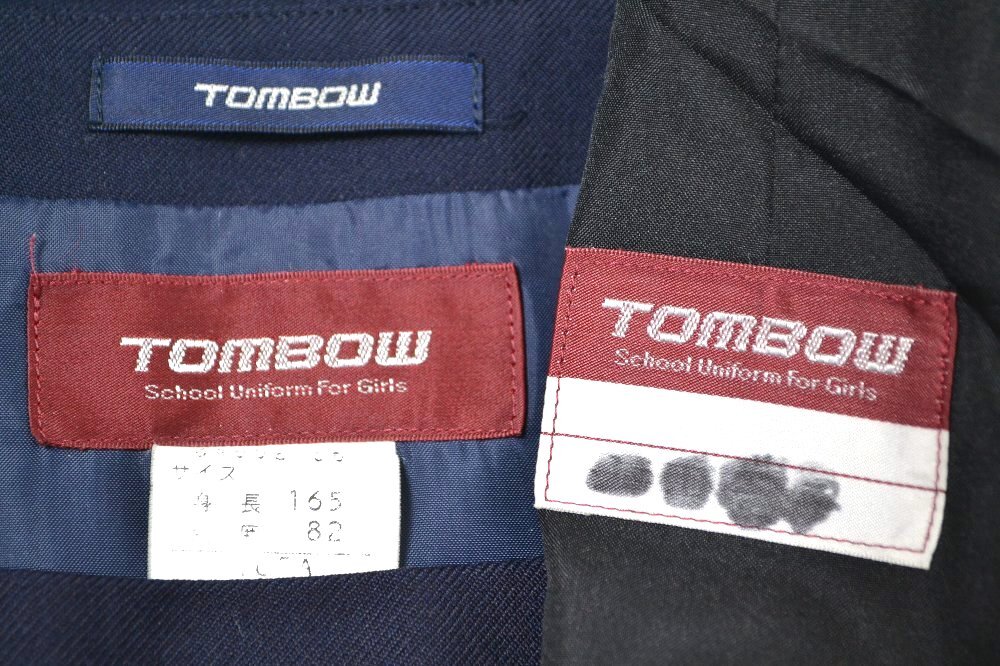 TOMBOW
TOMBOW
School Uniform For Girls
サイズ
身長 165
82
TOMBOW
School Uniform For Girls